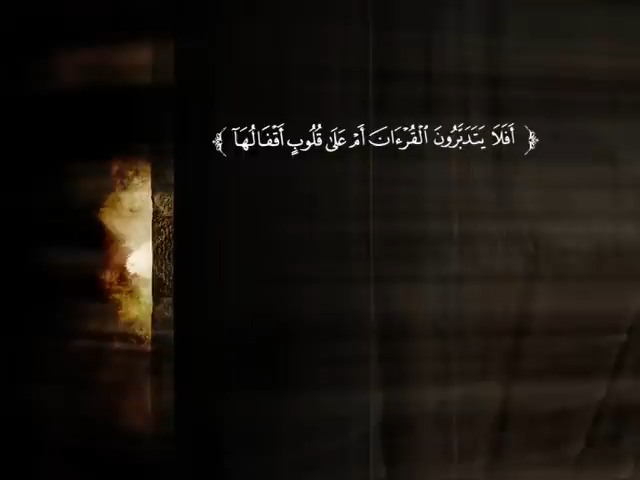 ﴿ أَفَلَا يَتَدَبَّرُونَ ٱلْقُرْءَانَ أَمْ عَلَىٰ قُلُوبٍ أَقْفَالُهَآ ﴾